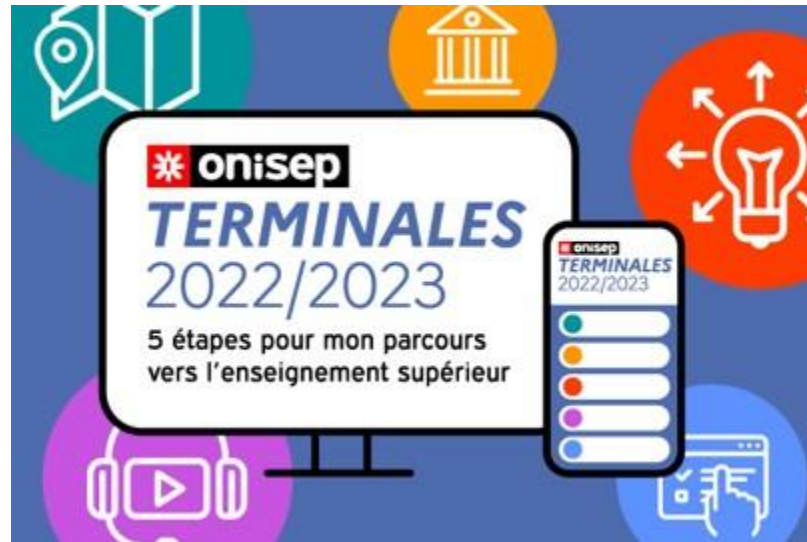 onisep
TERMINALES
2022/2023
5 étapes pour mon parcours
vers l'enseignement supérieur
onisep
TERMINALES
2022/2023